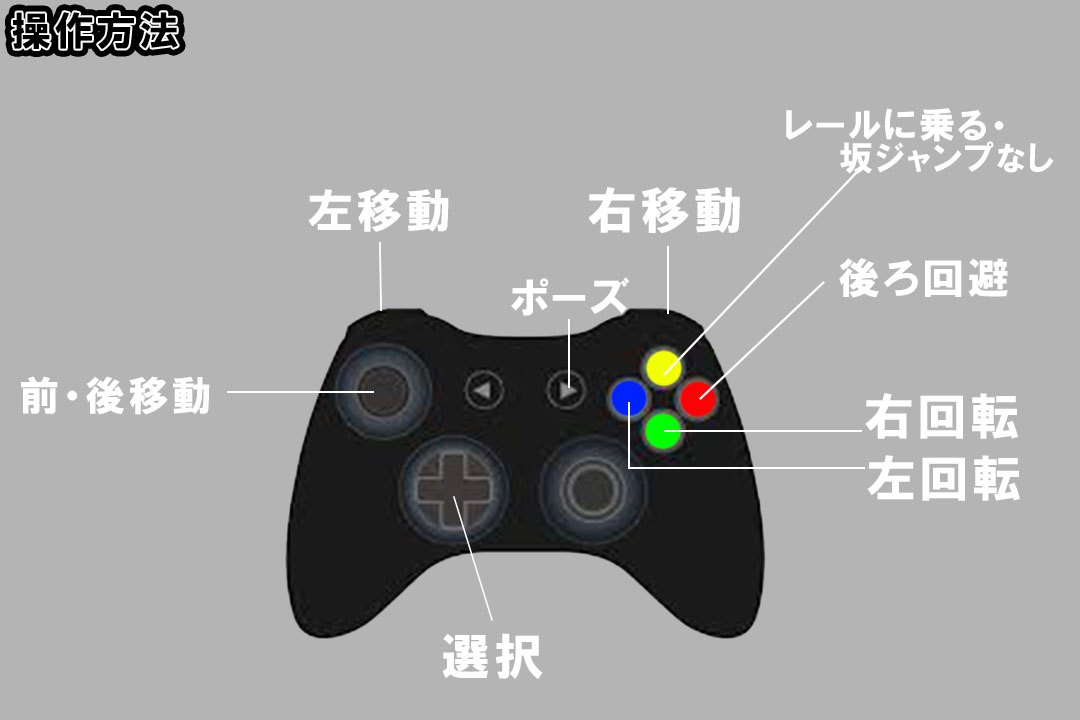 操作方法
レールに乗る・
坂ジャンプなし
左移動
右移動
ポーズ
後ろ回避
前・後移動
右回転
左回転
選択